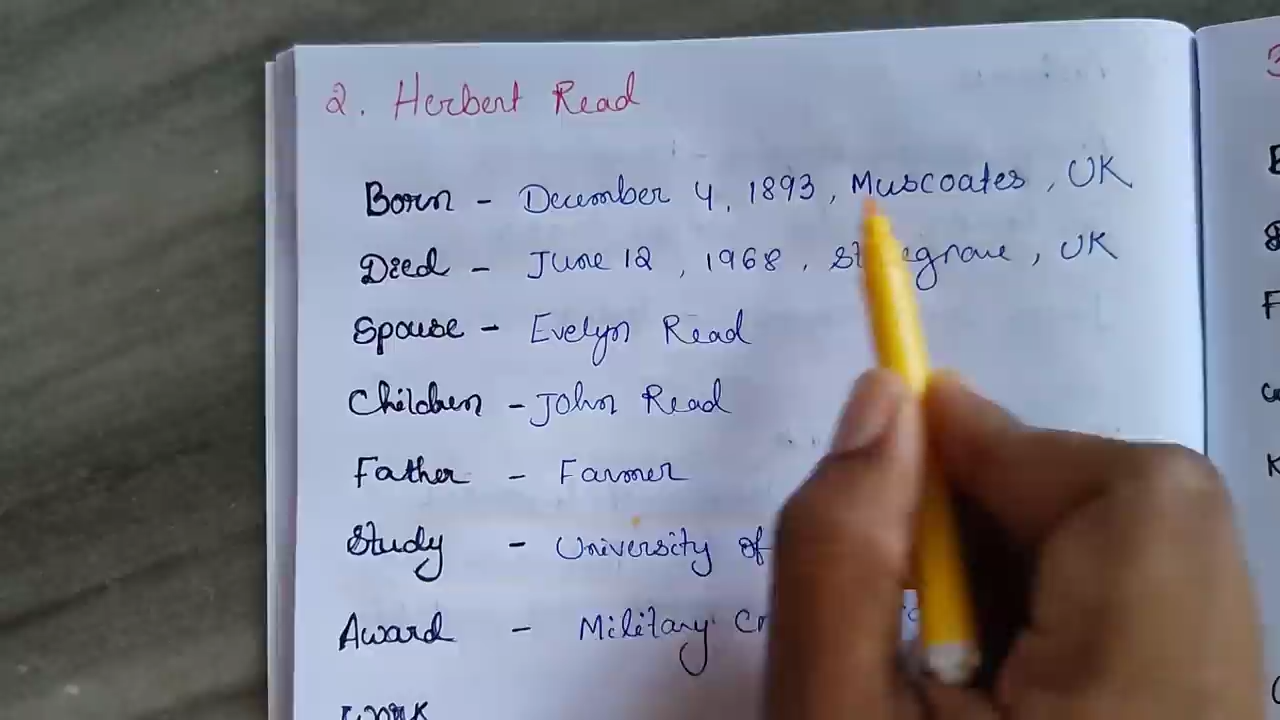 2. Herbert Read
Born - December 4, 1893, Muscoates, UK
Died - June 12, 1968, UK
Spouse - Evelyn Read
Children - John Read
Father - Farmer
Study - University of
Award - Military
Work